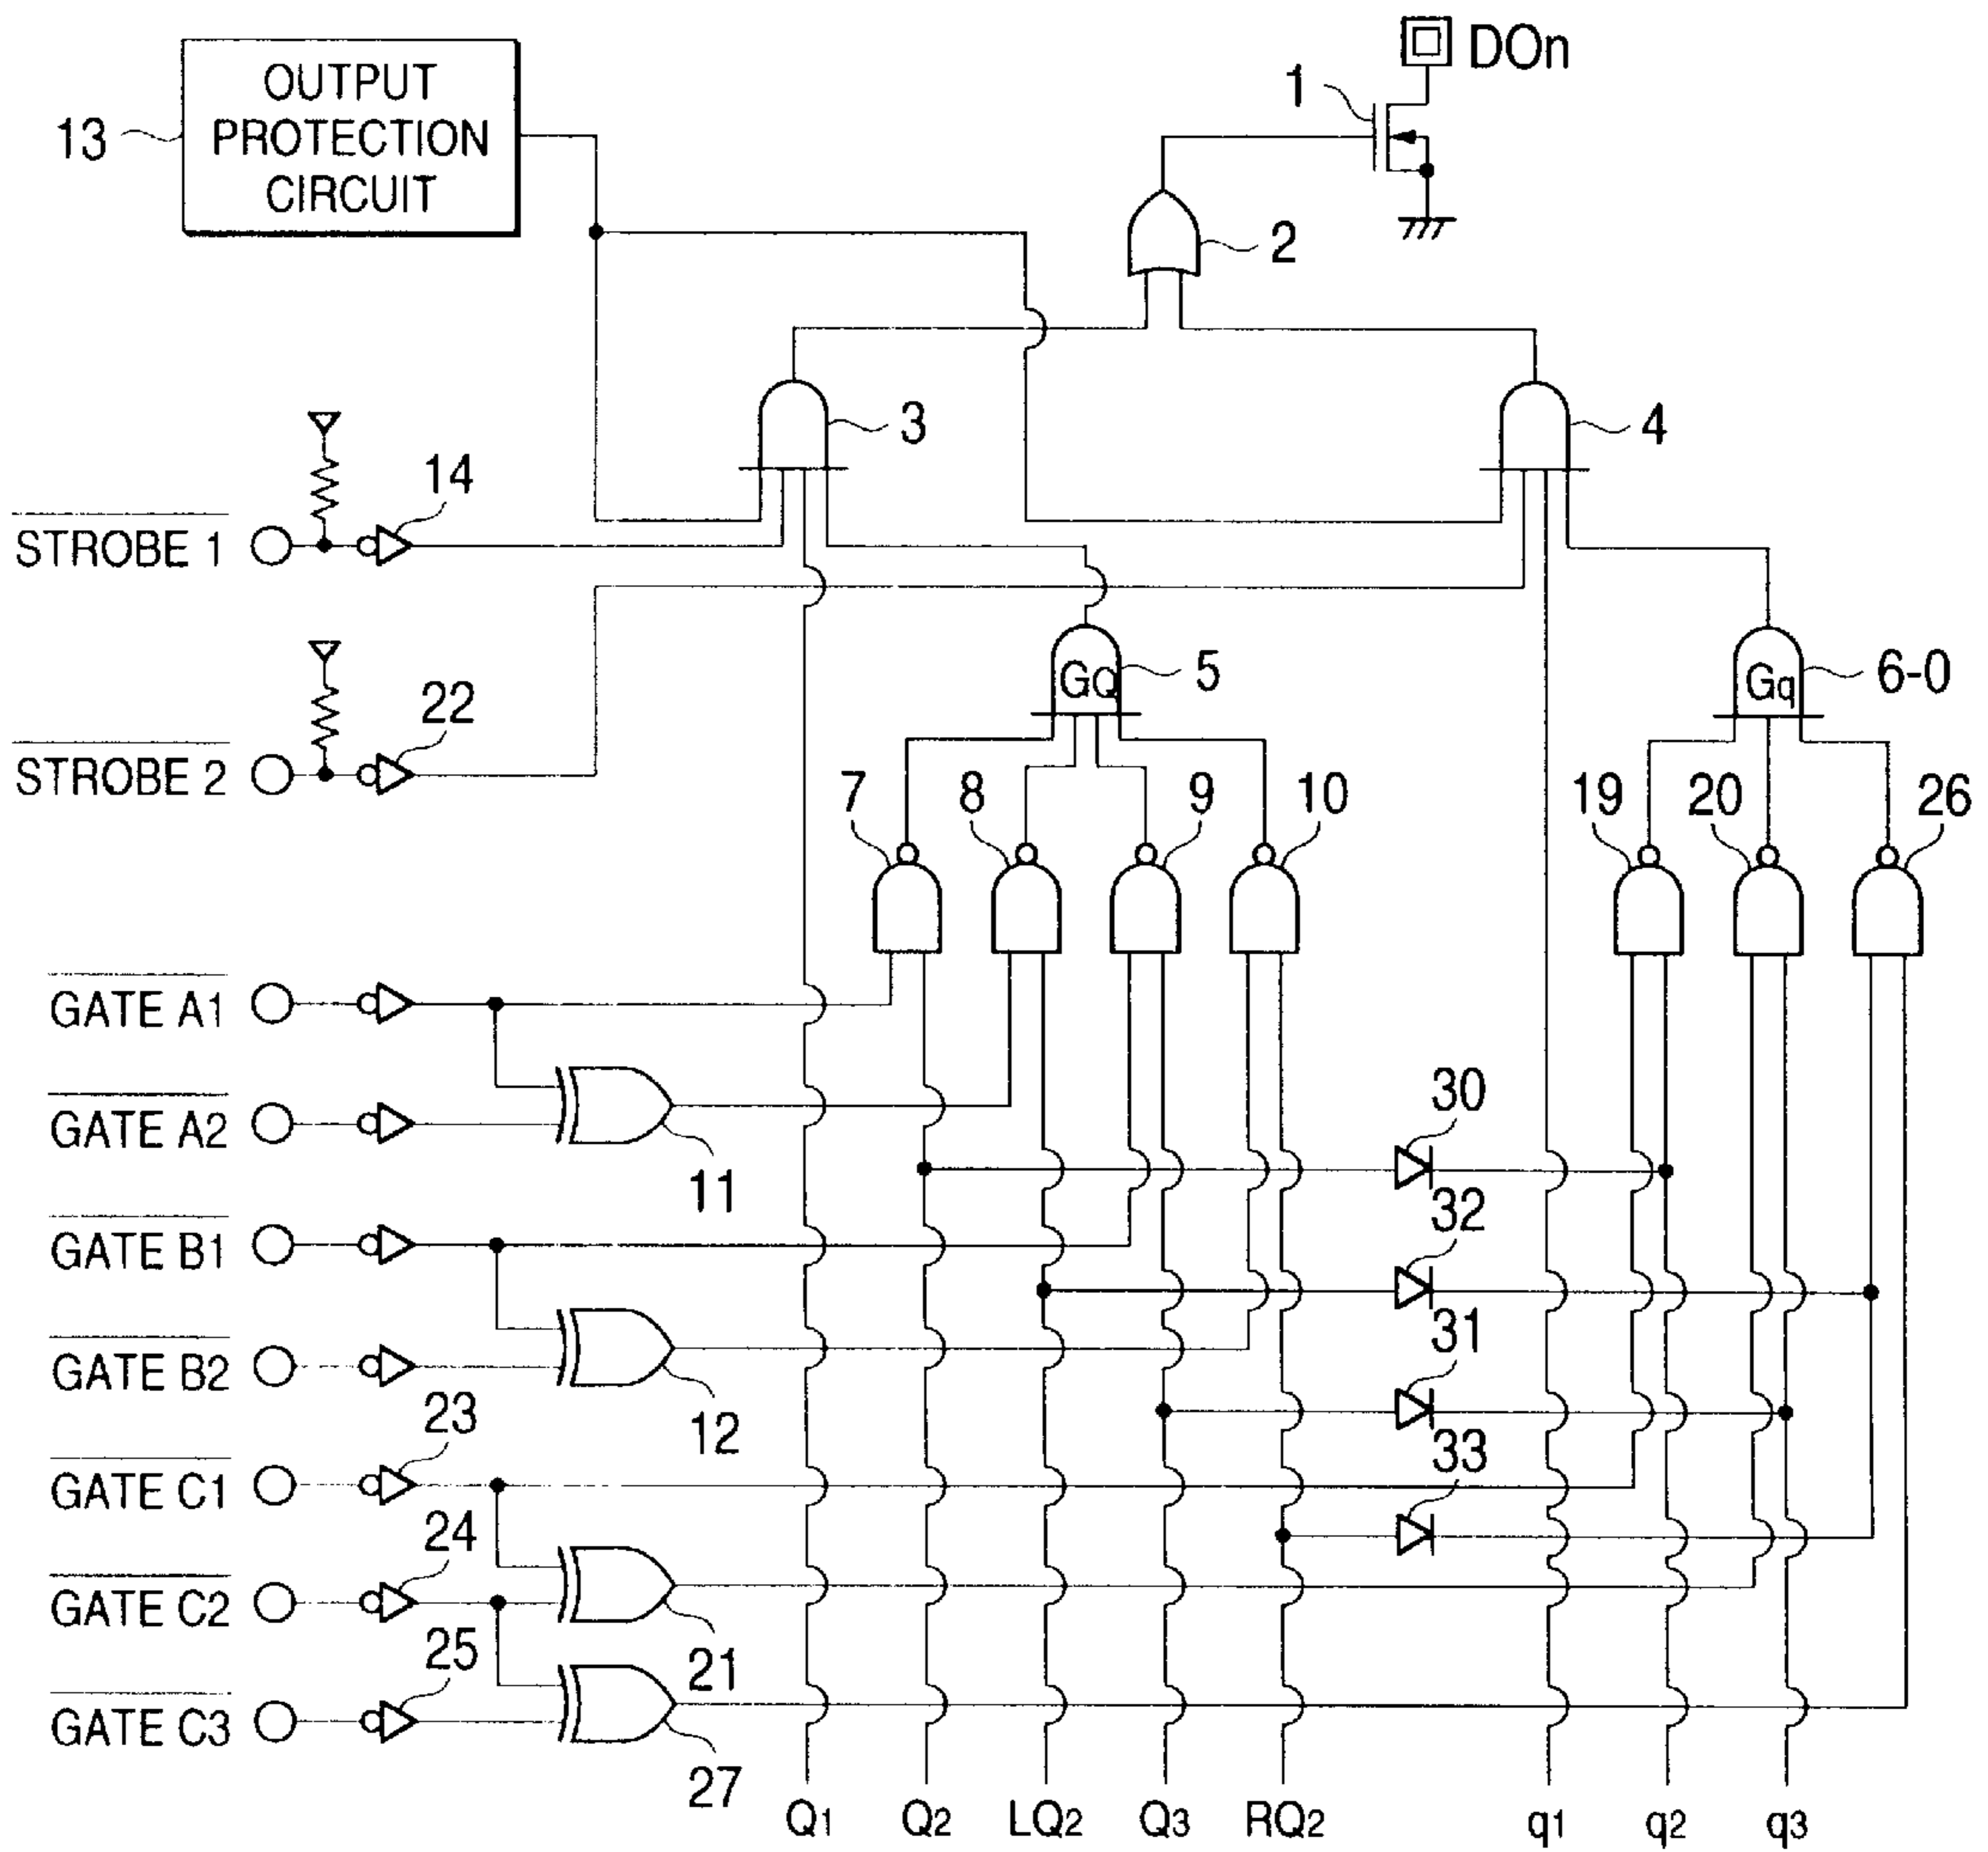 DOn
1
OUTPUT
PROTECTION
CIRCUIT
13
2
3
4
14
STROBE 1
GQ
5
Gq
6-0
22
STROBE 2
7
8
9
10
19
20
26
GATE A1
GATE A2
11
30
32
GATE B1
31
GATE B2
12
23
33
GATE C1
24
GATE C2
21
25
GATE C3
27
Q1
Q2
LQ2
Q3
RQ2
q1
q2
q3